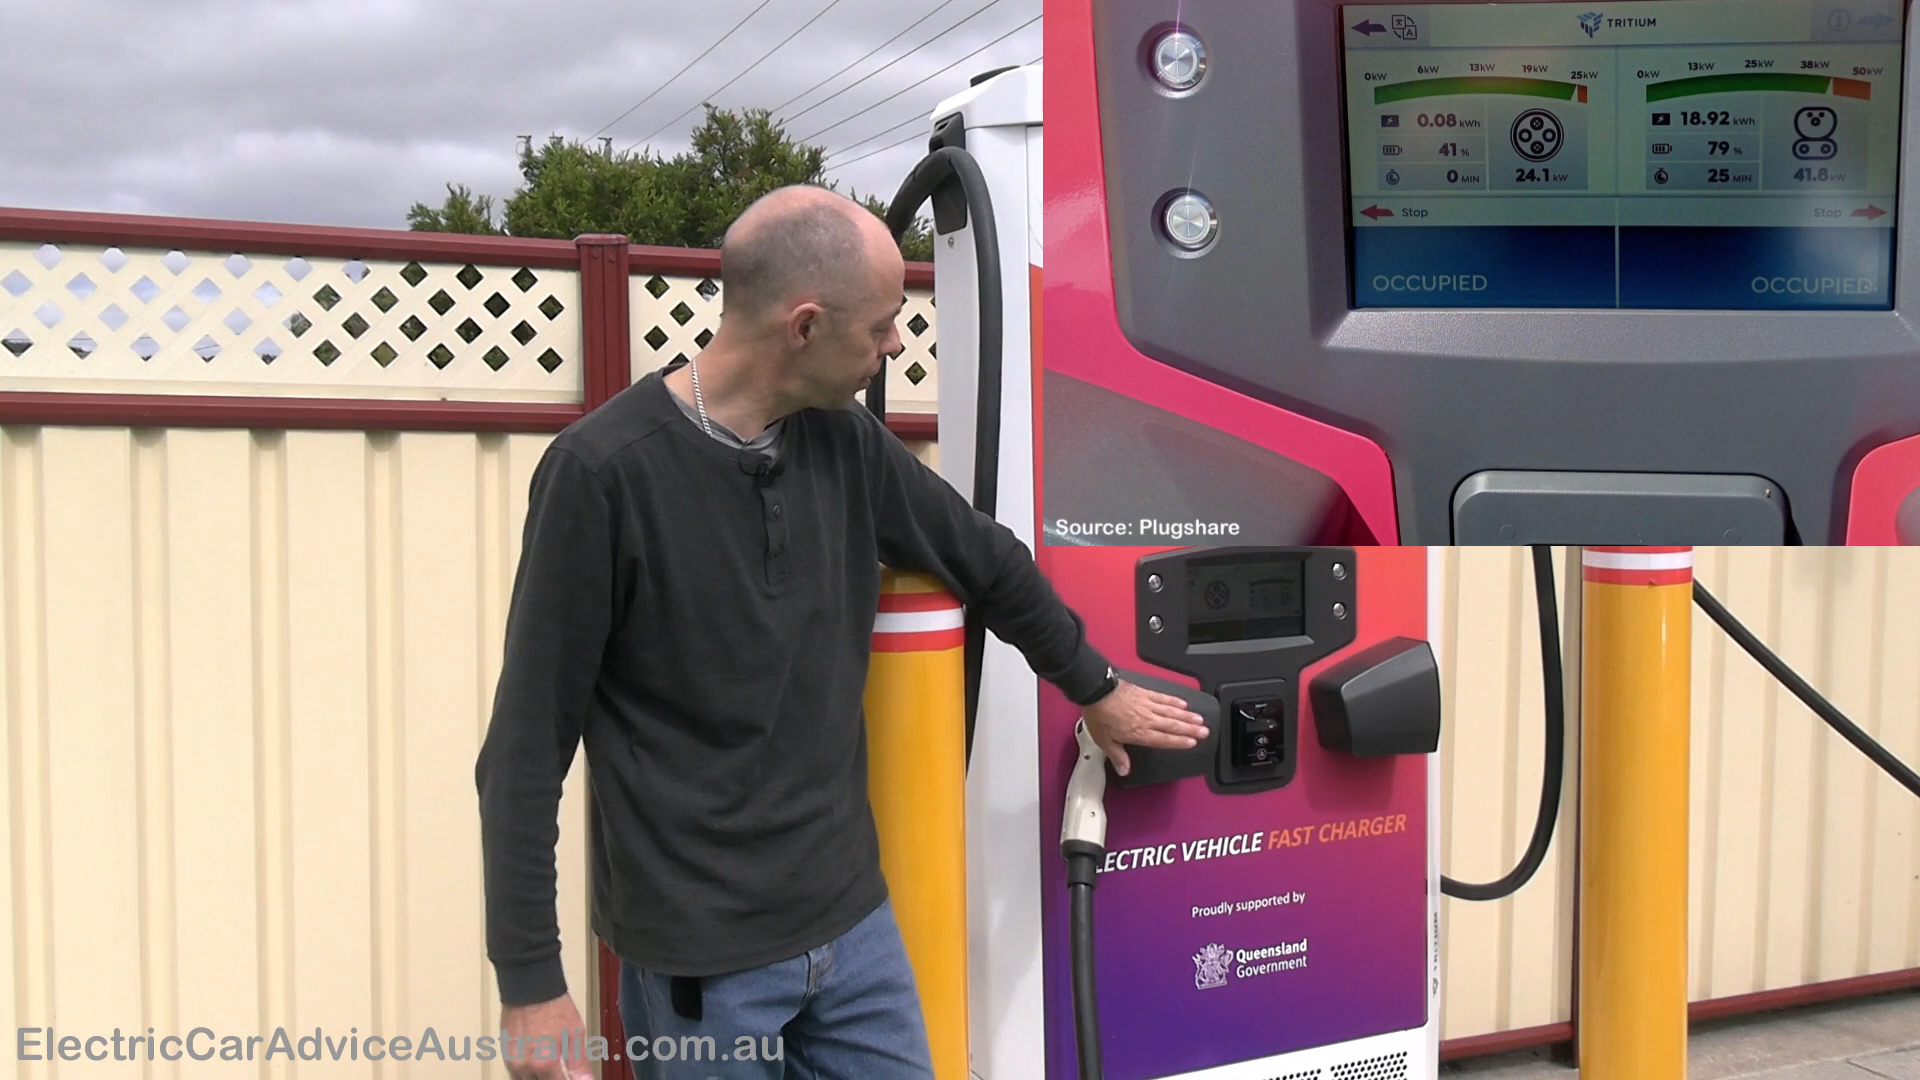 TRITIUM
0kW 6kW 13kW 19kW 25kW
0.08 kWh
41 %
0 MIN
24.1 kW
Stop
OCCUPIED
0kW 13kW 25kW 38kW 50kW
18.92 kWh
79 %
25 MIN
41.8 kW
Stop
OCCUPIED
Source: Plugshare
LECTRIC VEHICLE FAST CHARGER
Proudly supported by
Queensland
Government
TRITIUM
ElectricCarAdviceAustralia.com.au